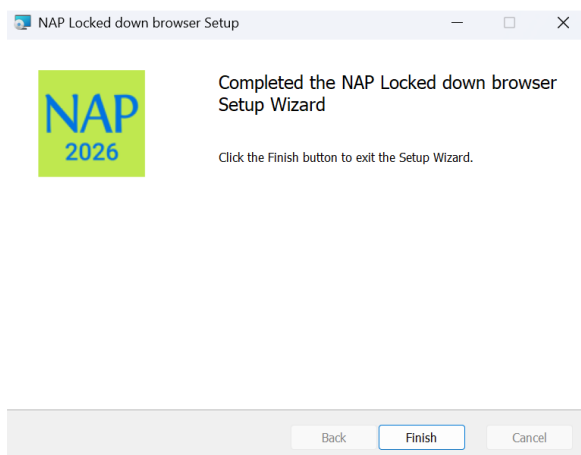 NAP Locked down browser Setup
NAP
2026
Completed the NAP Locked down browser
Setup Wizard
Click the Finish button to exit the Setup Wizard.
Back
Finish
Cancel